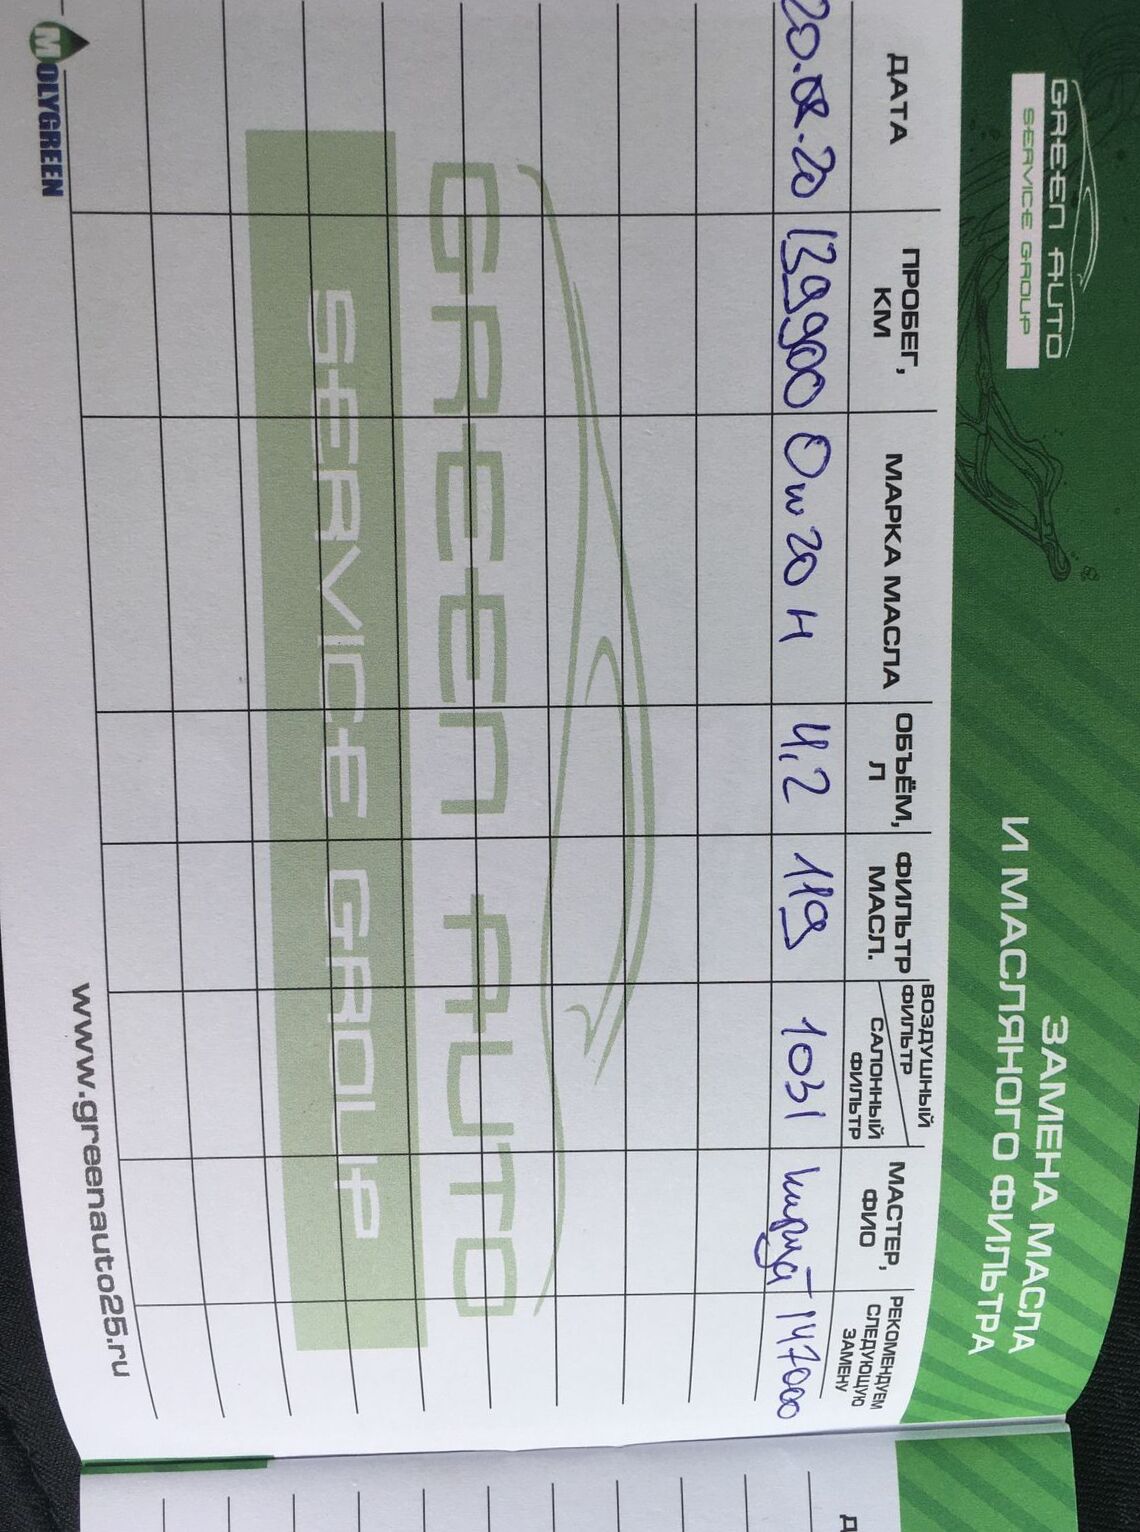 GREEN AUTO
SERVICE GROUP
ЗАМЕНА МАСЛА
И МАСЛЯНОГО ФИЛЬТРА
ДАТА
ПРОБЕГ,
КМ
МАРКА МАСЛА
ОБЪЁМ,
Л
ФИЛЬТР
МАСЛ.
ВОЗДУШНЫЙ
ФИЛЬТР
САЛОННЫЙ
ФИЛЬТР
МАСТЕР,
ФИО
РЕКОМЕНДУЕМ
СЛЕДУЮЩУЮ
ЗАМЕНУ
20.08.20 139900 0w20 H 4,2 119 1031 147000
GREEN AUTO
SERVICE GROUP
MOLYGREEN
www.greenauto25.ru
Д